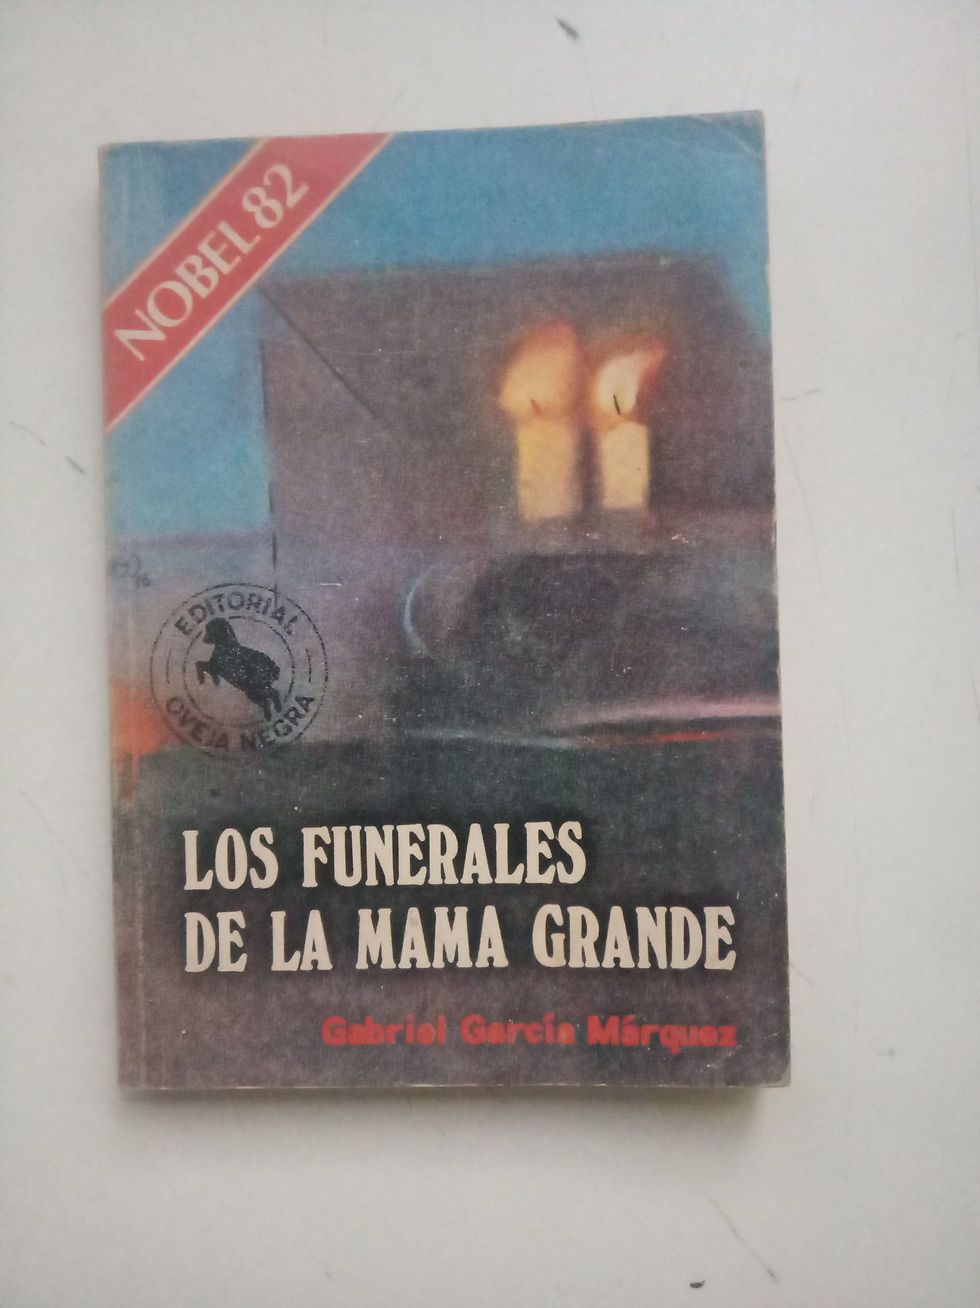 NOBEL 82
EDITORIAL
OVEJA NEGRA
LOS FUNERALES
DE LA MAMA GRANDE
Gabriel García Márquez